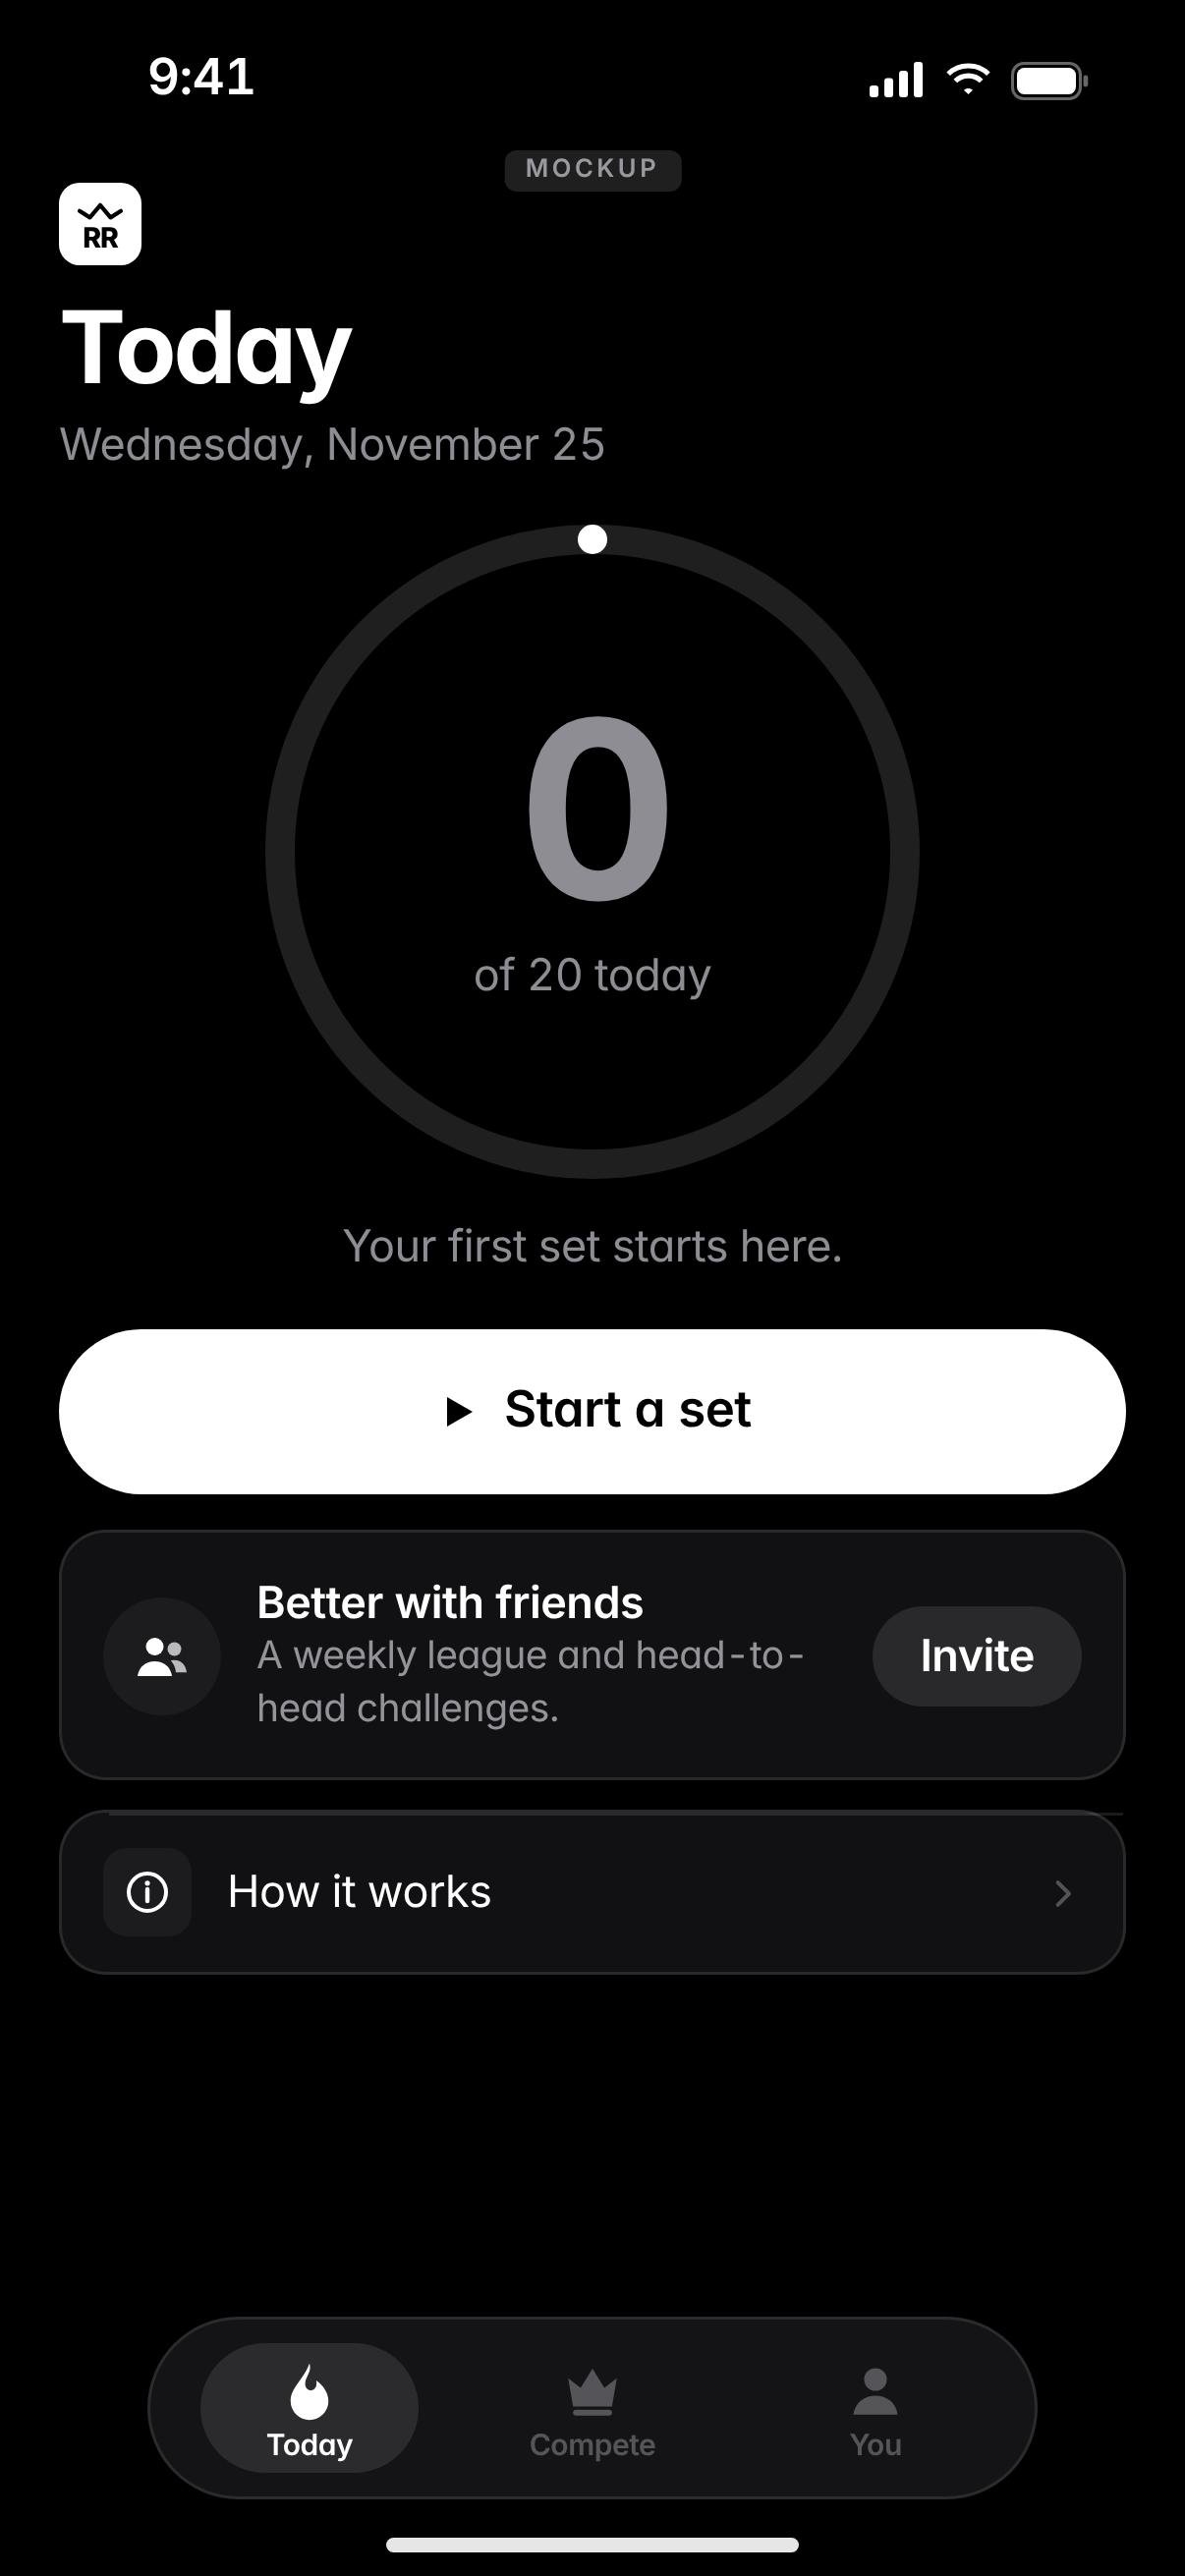 9:41
MOCKUP
RR
Today
Wednesday, November 25
0
of 20 today
Your first set starts here.
Start a set
Better with friends
A weekly league and head-to-
head challenges.
Invite
How it works
Today
Compete
You